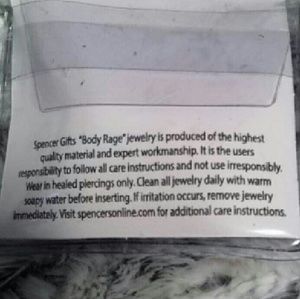 Spencer Gifts "Body Rage" jewelry is produced of the highest
quality material and expert workmanship. It is the users
responsibility to follow all care instructions and not use irresponsibly.
Wear in healed piercings only. Clean all jewelry daily with warm
soapy water before inserting. If irritation occurs, remove jewelry
immediately. Visit spencersonline.com for additional care instructions.